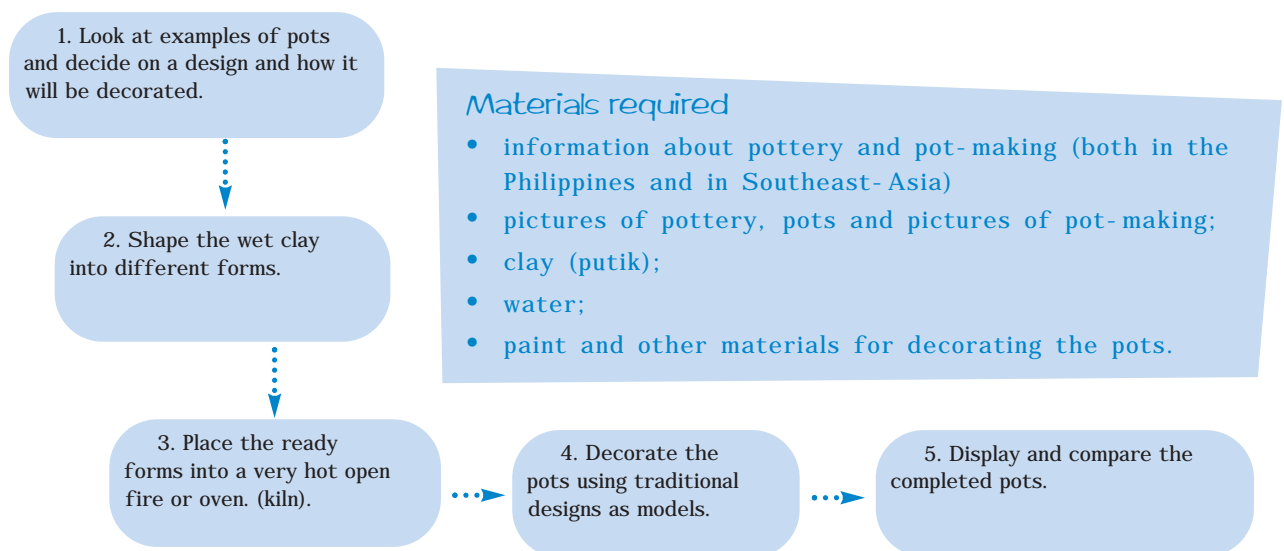 1. Look at examples of pots
and decide on a design and how it
will be decorated.
Materials required
• information about pottery and pot-making (both in the
Philippines and in Southeast-Asia)
• pictures of pottery, pots and pictures of pot-making;
• clay (putik);
• water;
• paint and other materials for decorating the pots.
2. Shape the wet clay
into different forms.
3. Place the ready
forms into a very hot open
fire or oven. (kiln).
4. Decorate the
pots using traditional
designs as models.
5. Display and compare the
completed pots.